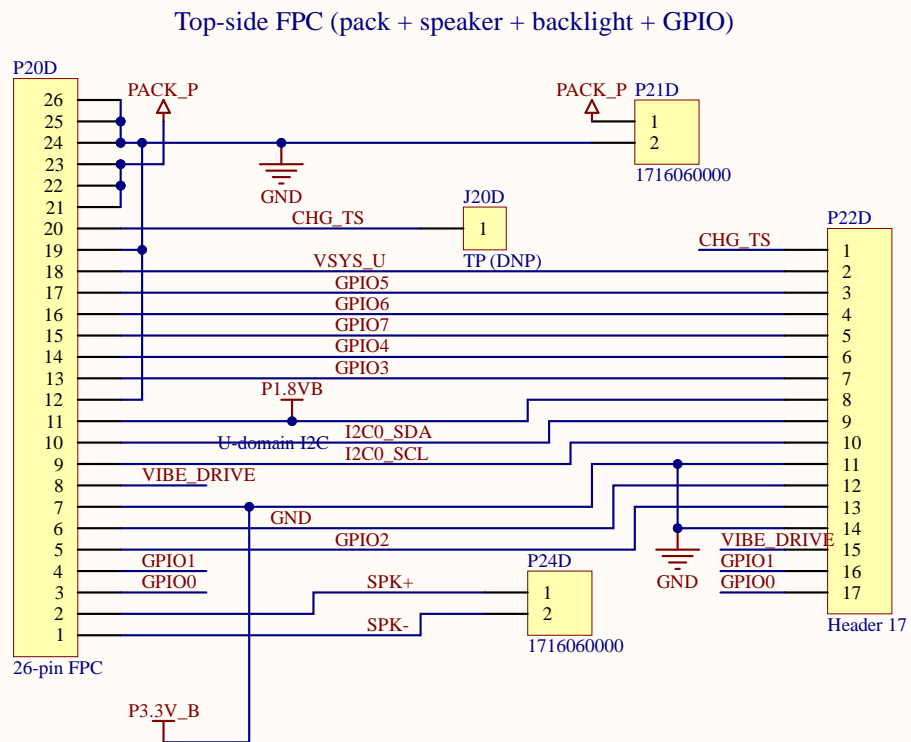 Top-side FPC (pack + speaker + backlight + GPIO)
P20D
26
25
24
23
22
21
20
19
18
17
16
15
14
13
12
11
10
9
8
7
6
5
4
3
2
1
26-pin FPC
PACK_P
GND
PACK_P
P21D
1
2
1716060000
CHG_TS
J20D
1
TP (DNP)
VSYS_U
GPIO5
GPIO6
GPIO7
GPIO4
GPIO3
P1.8VB
U-domain I2C
I2C0_SDA
I2C0_SCL
VIBE_DRIVE
GND
GPIO2
GPIO1
GPIO0
SPK+
SPK-
P24D
1
2
1716060000
P3.3V_B
GND
P22D
CHG_TS
1
2
3
4
5
6
7
8
9
10
11
12
13
14
VIBE_DRIVE
15
GPIO1
16
GPIO0
17
Header 17